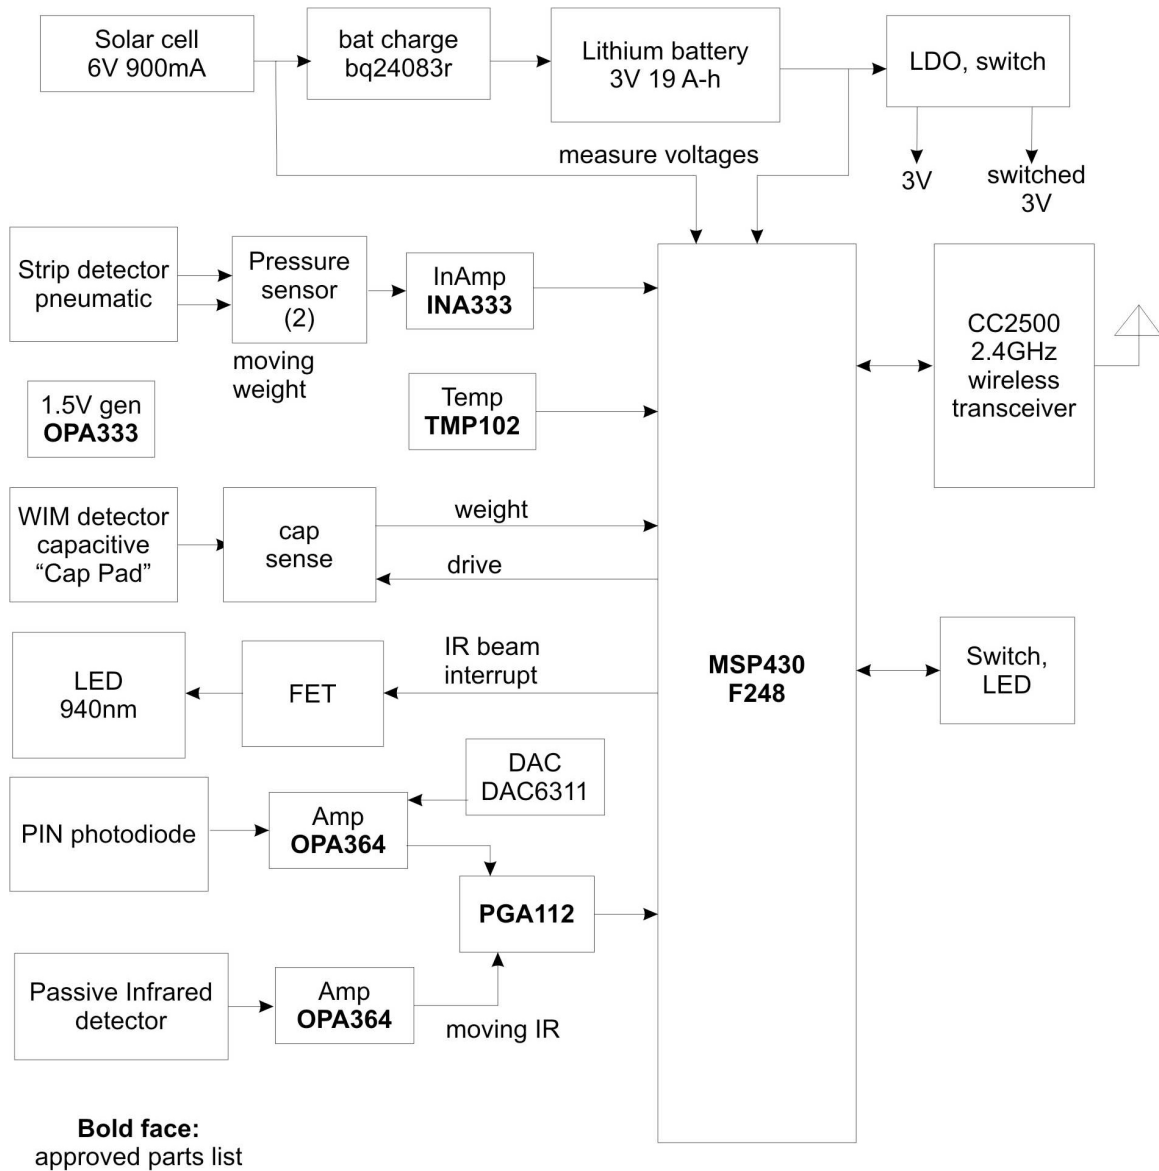 Solar cell
6V 900mA
bat charge
bq24083r
Lithium battery
3V 19 A-h
LDO, switch
measure voltages
3V
switched
3V
Strip detector
pneumatic
Pressure
sensor
(2)
moving
weight
InAmp
INA333
CC2500
2.4GHz
wireless
transceiver
1.5V gen
OPA333
Temp
TMP102
WIM detector
capacitive
“Cap Pad”
cap
sense
weight
drive
LED
940nm
FET
IR beam
interrupt
MSP430
F248
Switch,
LED
DAC
DAC6311
PIN photodiode
Amp
OPA364
PGA112
Passive Infrared
detector
Amp
OPA364
moving IR
Bold face:
approved parts list